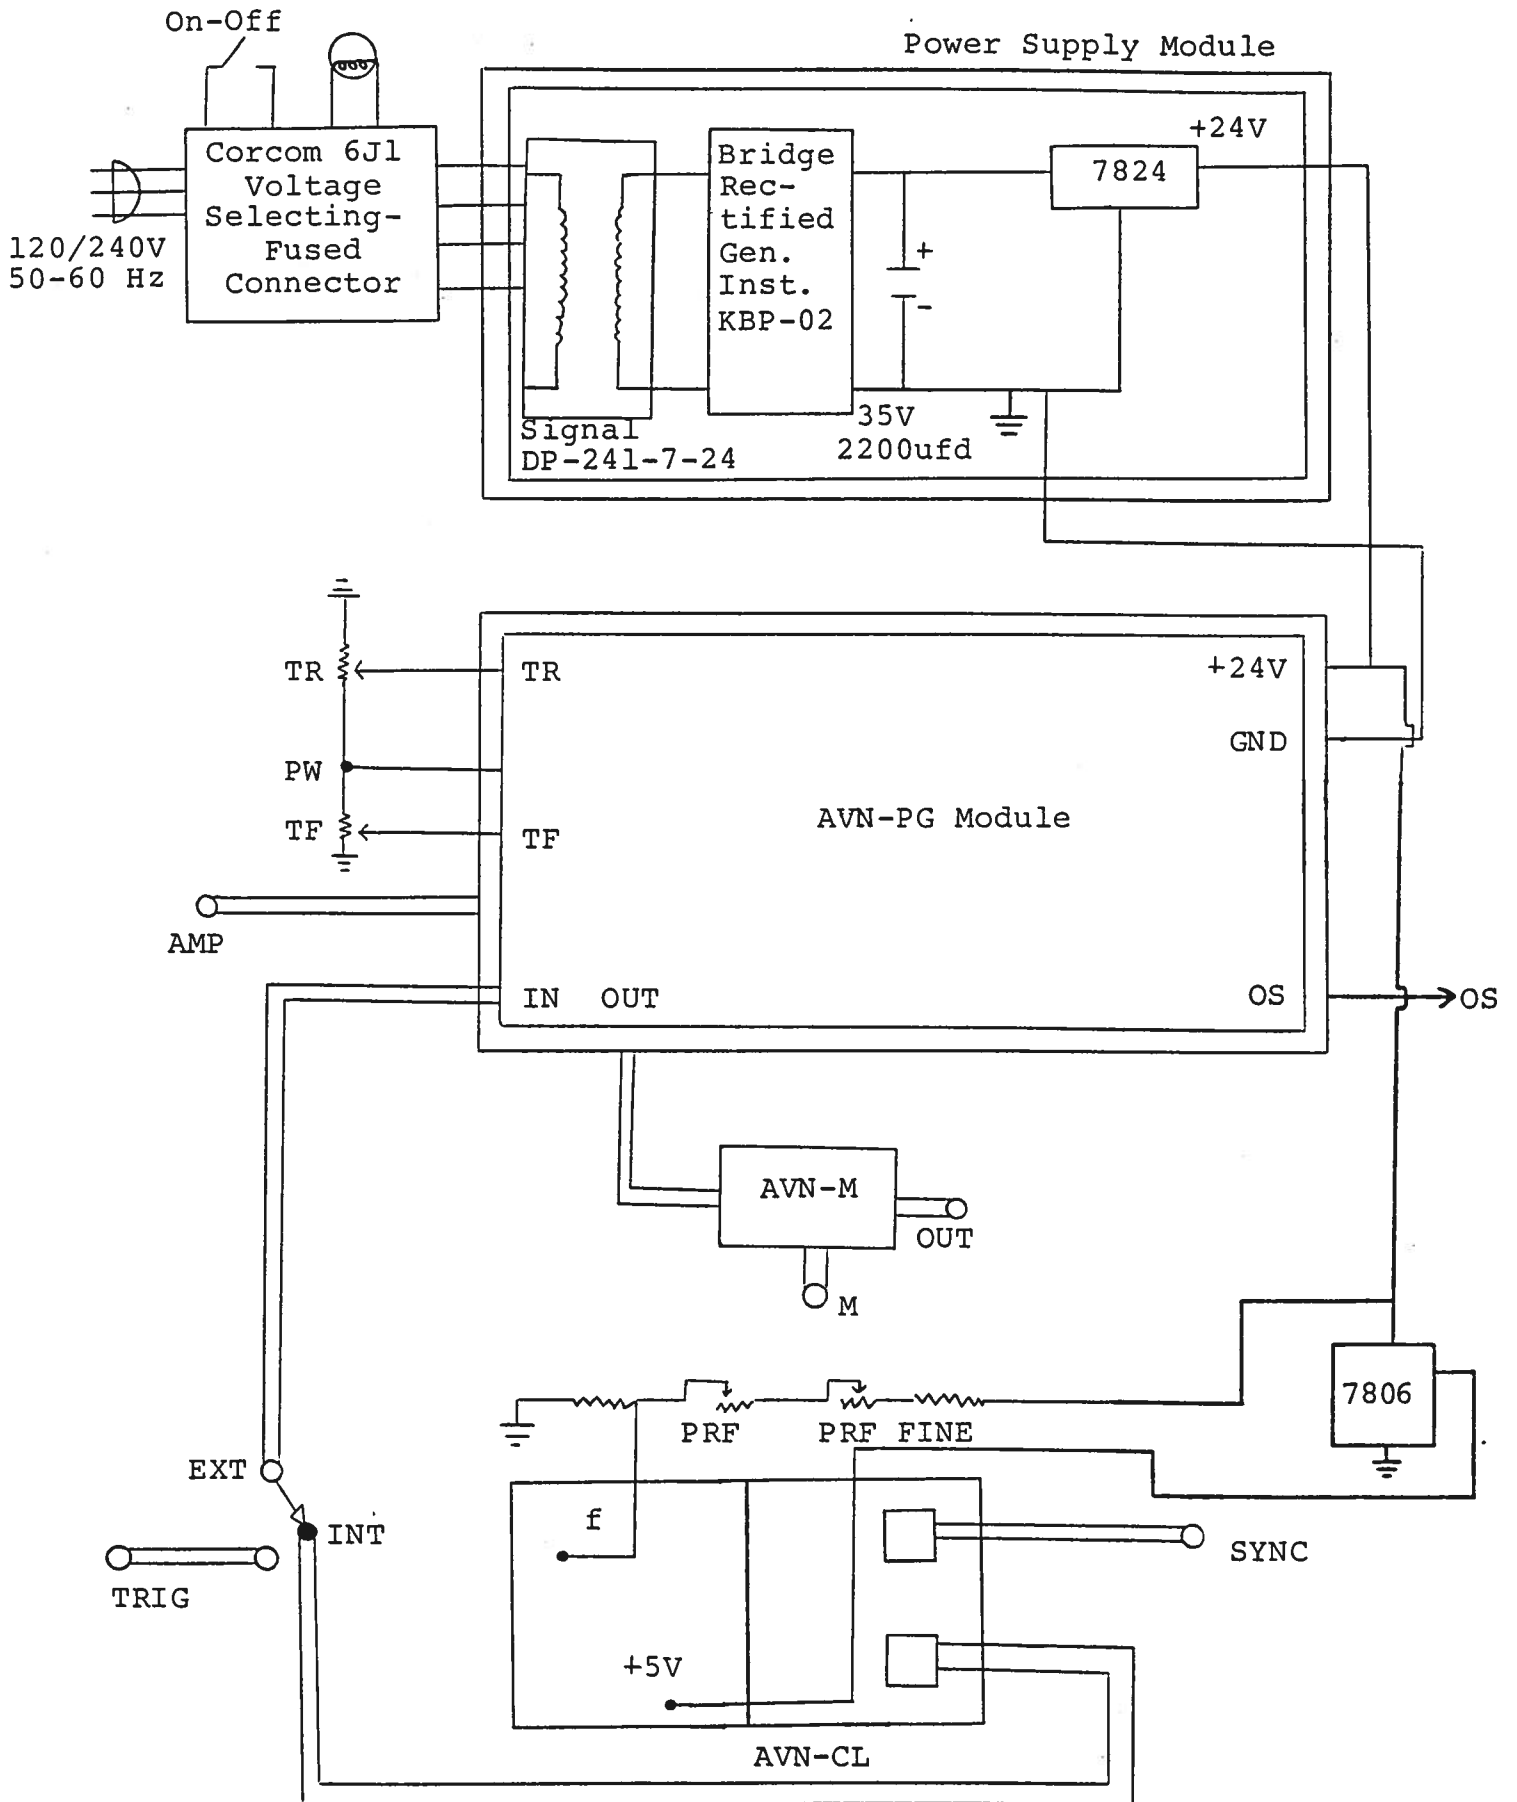 On-Off
Power Supply Module
Corcom 6J1
Voltage
Selecting-
Fused
Connector
120/240V
50-60 Hz
Bridge
Rec-
tified
Gen.
Inst.
KBP-02
+24V
7824
+
-
35V
2200ufd
Signal
DP-241-7-24
TR
TR
+24V
GND
PW
AVN-PG Module
TF
TF
AMP
IN OUT
OS
OS
AVN-M
OUT
M
7806
PRF
PRF FINE
EXT
f
INT
SYNC
TRIG
+5V
AVN-CL